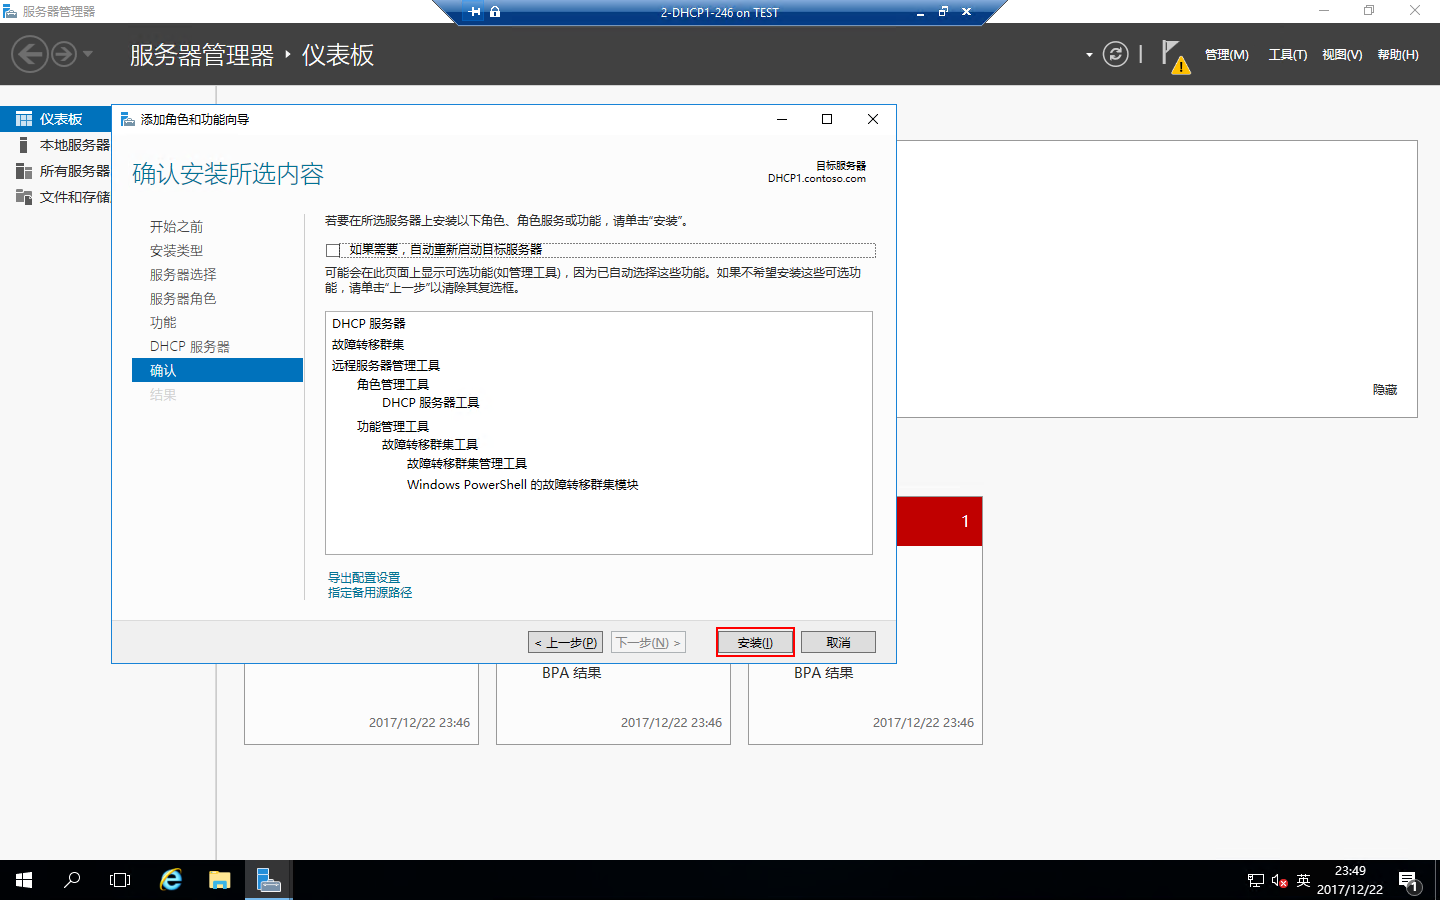 服务器管理器
2-DHCP1-246 on TEST
服务器管理器 · 仪表板
管理(M) 工具(T) 视图(V) 帮助(H)
仪表板
本地服务器
所有服务器
文件和存储
添加角色和功能向导
确认安装所选内容
目标服务器
DHCP1.contoso.com
开始之前
安装类型
服务器选择
服务器角色
功能
DHCP 服务器
确认
结果
若要在所选服务器上安装以下角色、角色服务或功能，请单击“安装”。
如果需要，自动重新启动目标服务器
可能会在此页面上显示可选功能(如管理工具)，因为已自动选择这些功能。如果不希望安装这些可选功
能，请单击“上一步”以清除其复选框。
DHCP 服务器
故障转移群集
远程服务器管理工具
角色管理工具
DHCP 服务器工具
功能管理工具
故障转移群集工具
故障转移群集管理工具
Windows PowerShell 的故障转移群集模块
导出配置设置
指定备用源路径
< 上一步(P) 下一步(N) > 安装(I) 取消
隐藏
1
BPA 结果 BPA 结果
2017/12/22 23:46 2017/12/22 23:46 2017/12/22 23:46
英
23:49
2017/12/22
1